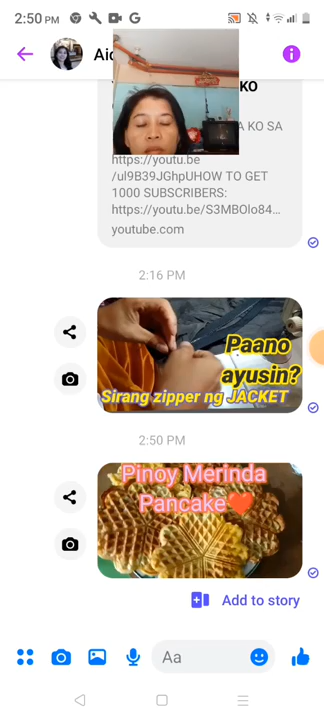 2:50 PM
Aic
KO
A KO SA
https://youtu.be
/ul9B39JGhpUHOW TO GET
1000 SUBSCRIBERS:
https://youtu.be/S3MBOlo84...
youtube.com
2:16 PM
Paano
ayusin?
Sirang zipper ng JACKET
2:50 PM
Pinoy Merinda
Pancake❤️
Add to story
Aa